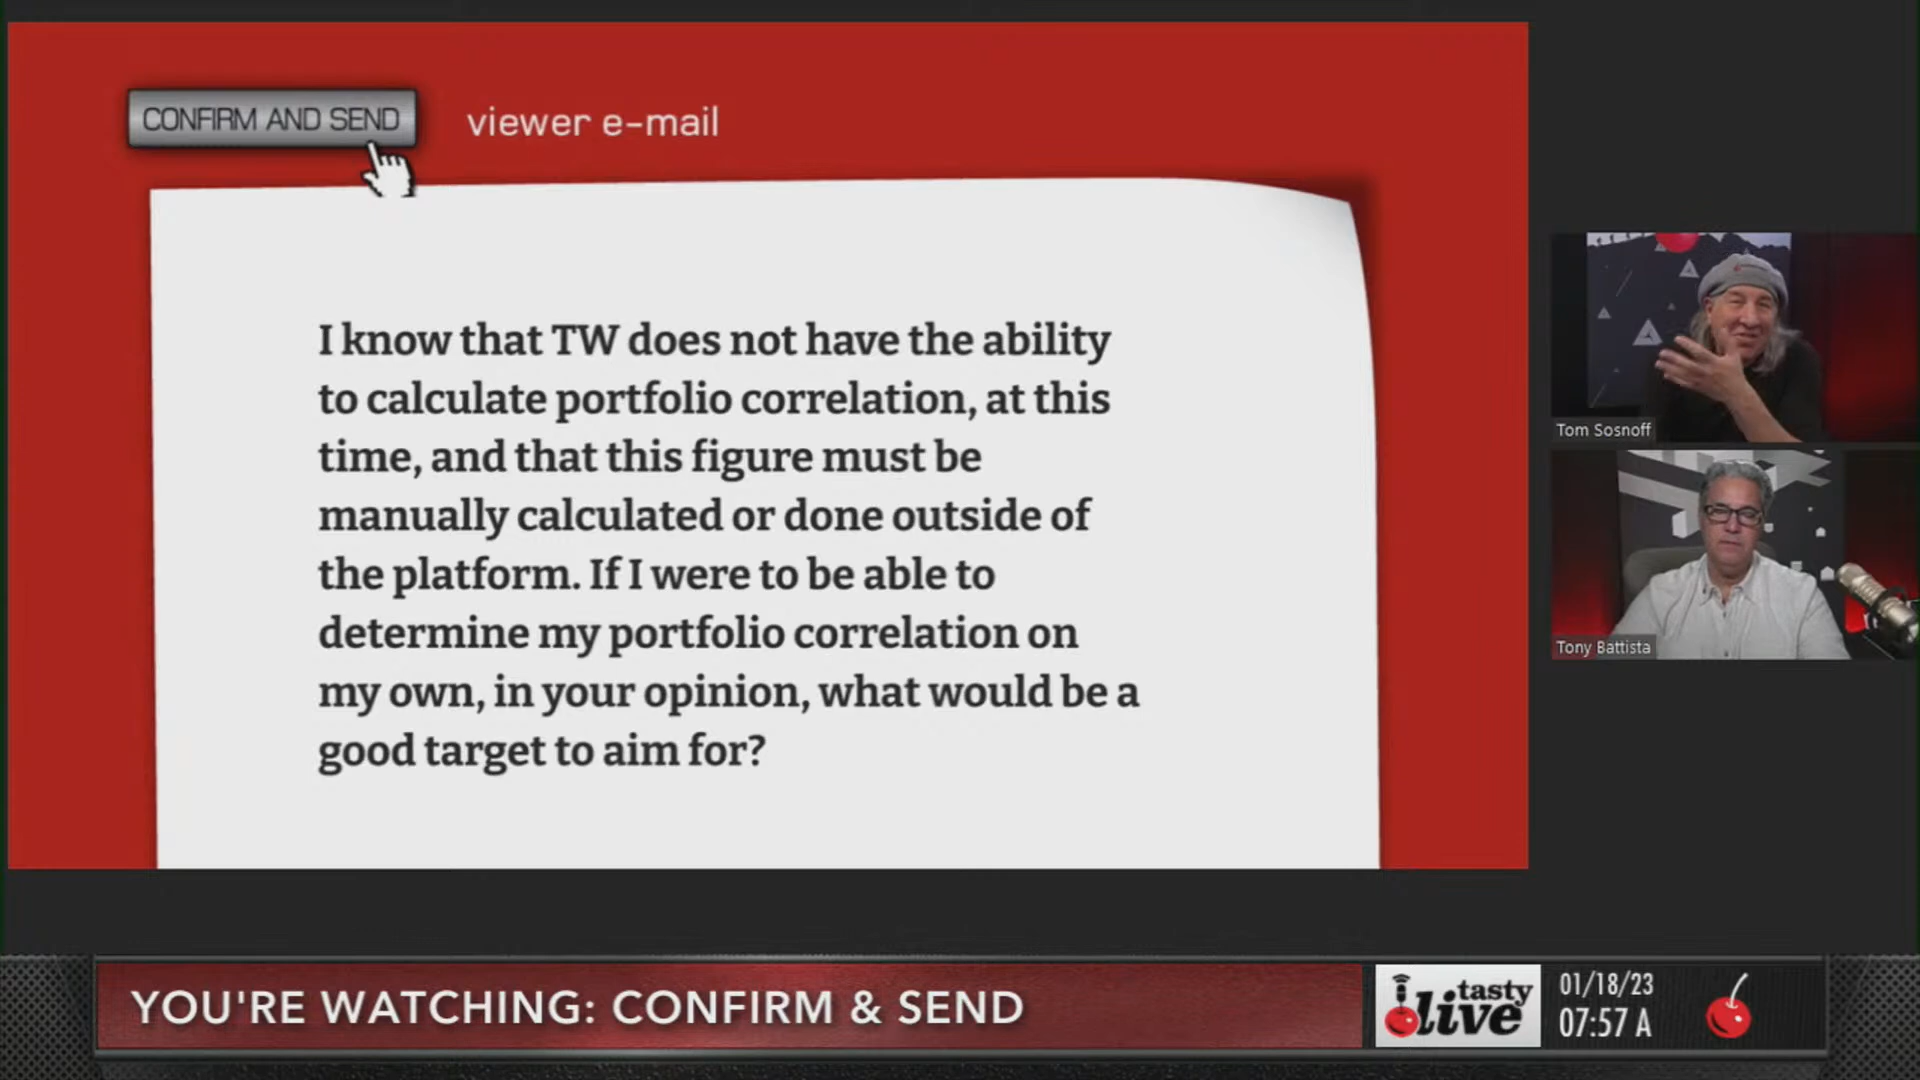 CONFIRM AND SEND
viewer e-mail
I know that TW does not have the ability
to calculate portfolio correlation, at this
time, and that this figure must be
manually calculated or done outside of
the platform. If I were to be able to
determine my portfolio correlation on
my own, in your opinion, what would be a
good target to aim for?
Tom Sosnoff
Tony Battista
YOU'RE WATCHING: CONFIRM & SEND
tasty
live
01/18/23
07:57 A